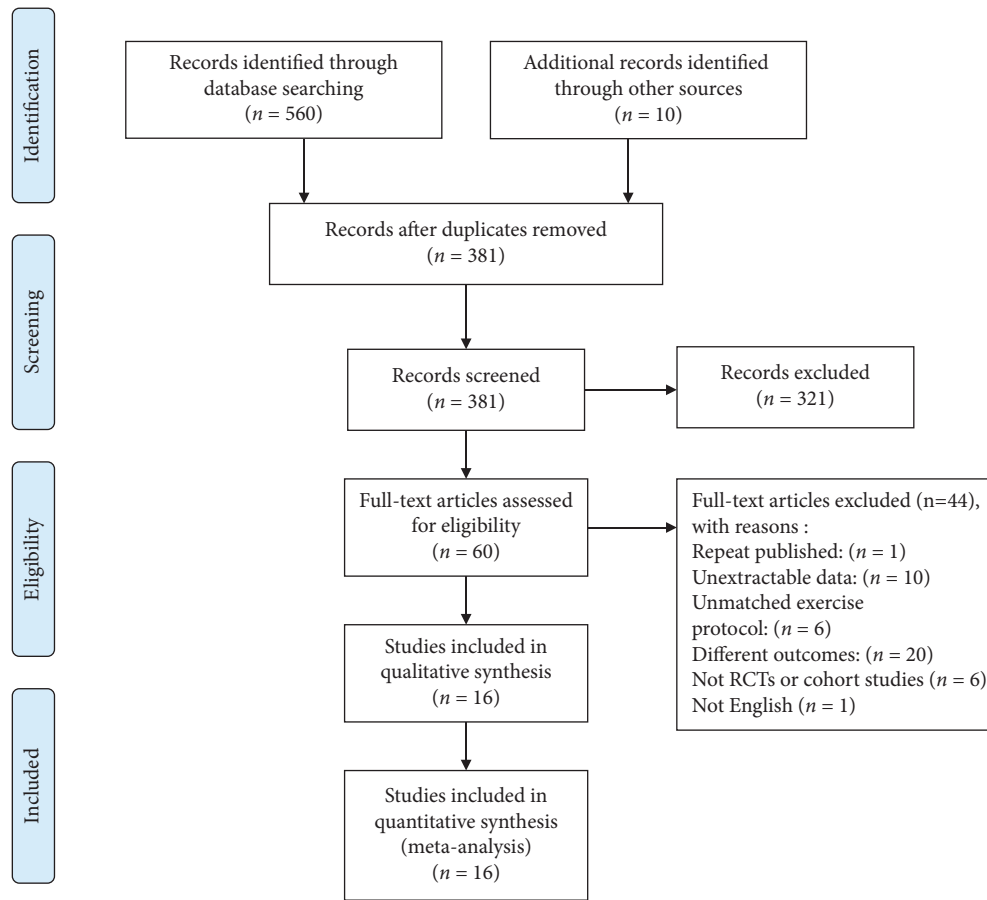 Identification
Records identified through
database searching
(n = 560)
Additional records identified
through other sources
(n = 10)
Records after duplicates removed
(n = 381)
Screening
Records screened
(n = 381)
Records excluded
(n = 321)
Eligibility
Full-text articles assessed
for eligibility
(n = 60)
Full-text articles excluded (n=44),
with reasons :
Repeat published: (n = 1)
Unextractable data: (n = 10)
Unmatched exercise
protocol: (n = 6)
Different outcomes: (n = 20)
Not RCTs or cohort studies (n = 6)
Not English (n = 1)
Studies included in
qualitative synthesis
(n = 16)
Included
Studies included in
quantitative synthesis
(meta-analysis)
(n = 16)